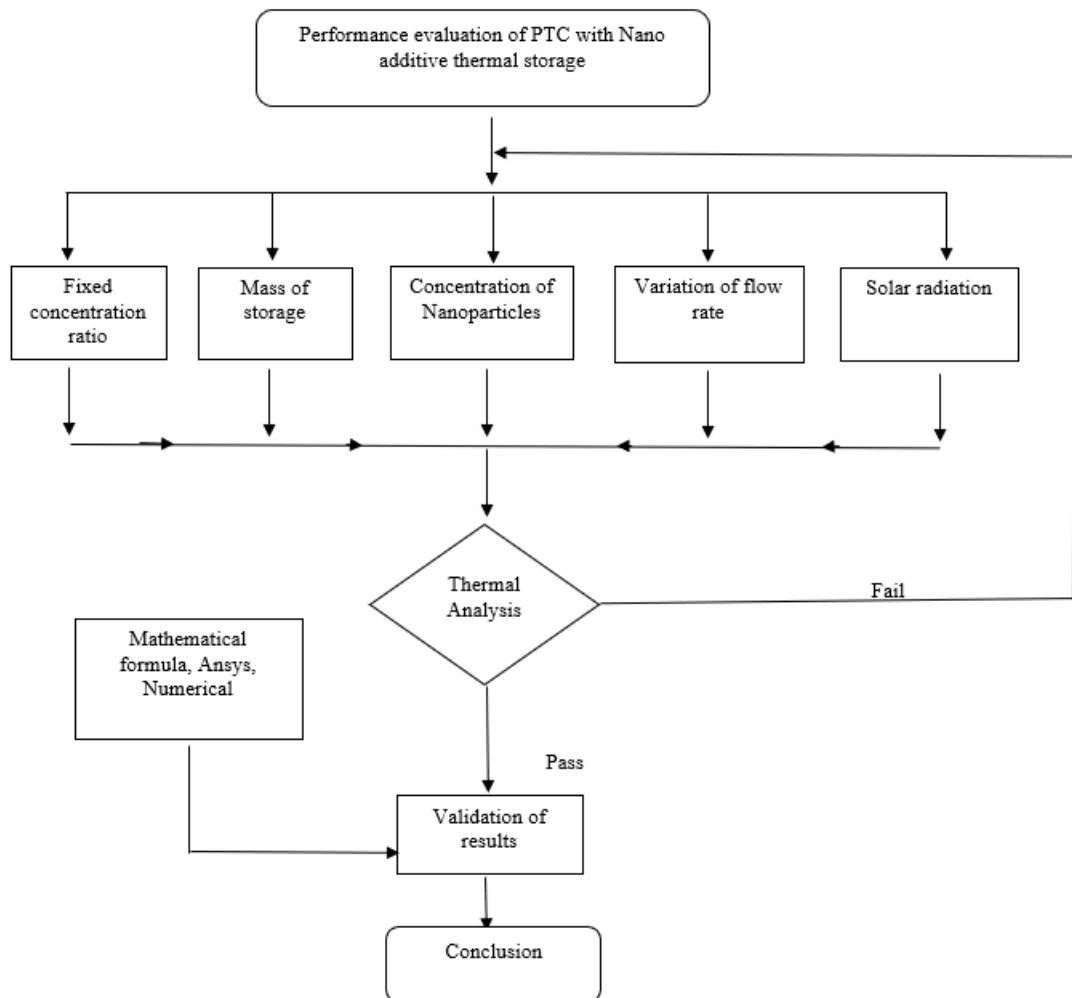 Performance evaluation of PTC with Nano
additive thermal storage
Fixed
concentration
ratio
Mass of
storage
Concentration of
Nanoparticles
Variation of flow
rate
Solar radiation
Thermal
Analysis
Fail
Mathematical
formula, Ansys,
Numerical
Pass
Validation of
results
Conclusion